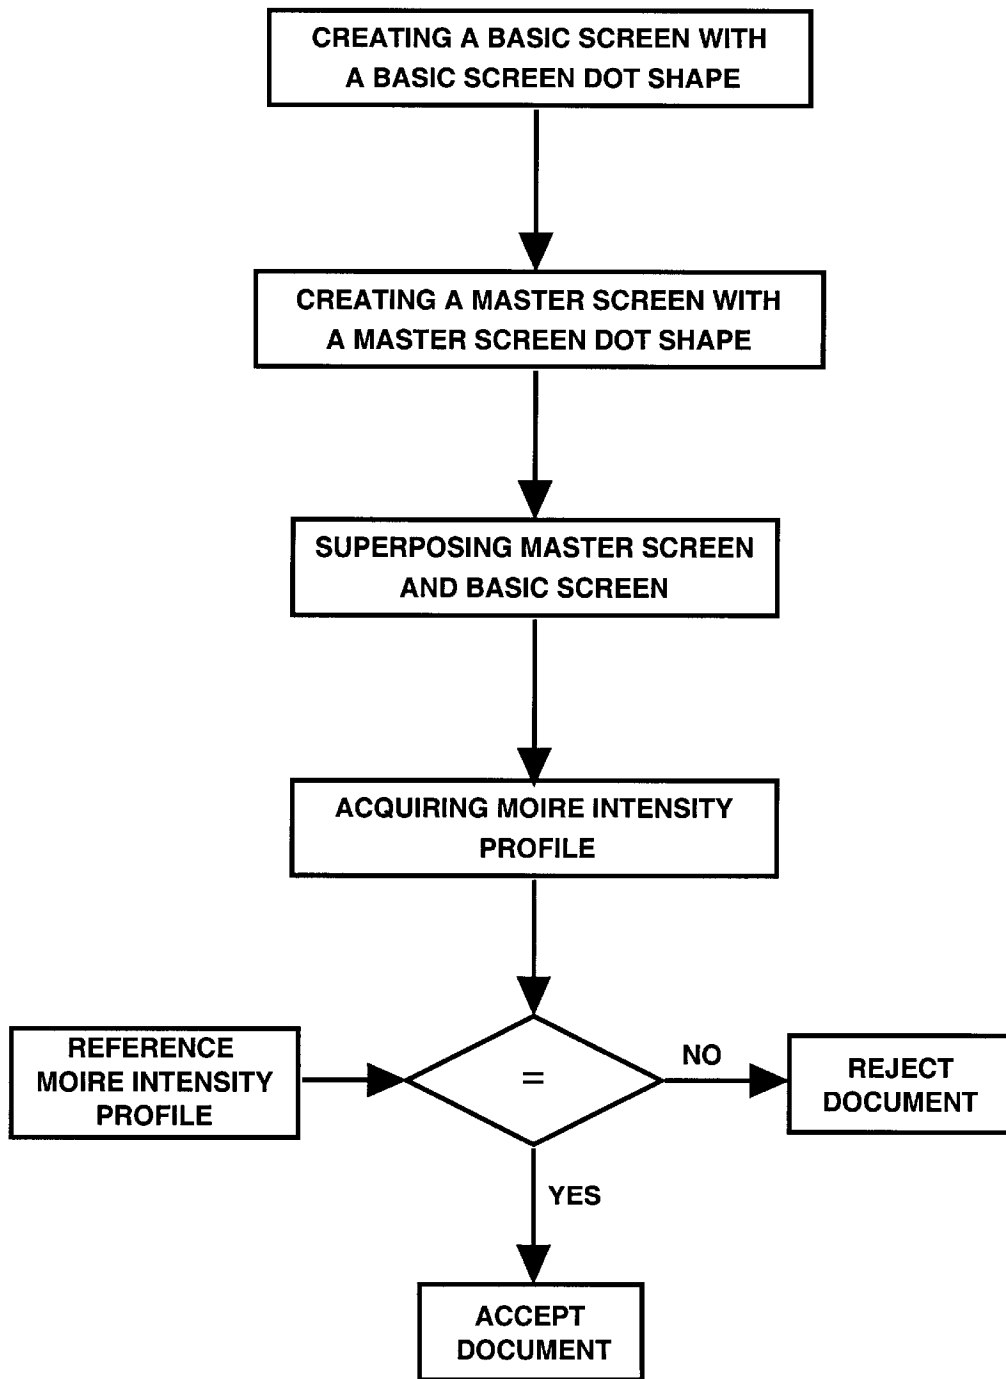 CREATING A BASIC SCREEN WITH
A BASIC SCREEN DOT SHAPE
CREATING A MASTER SCREEN WITH
A MASTER SCREEN DOT SHAPE
SUPERPOSING MASTER SCREEN
AND BASIC SCREEN
ACQUIRING MOIRE INTENSITY
PROFILE
REFERENCE
MOIRE INTENSITY
PROFILE
=
NO
REJECT
DOCUMENT
YES
ACCEPT
DOCUMENT